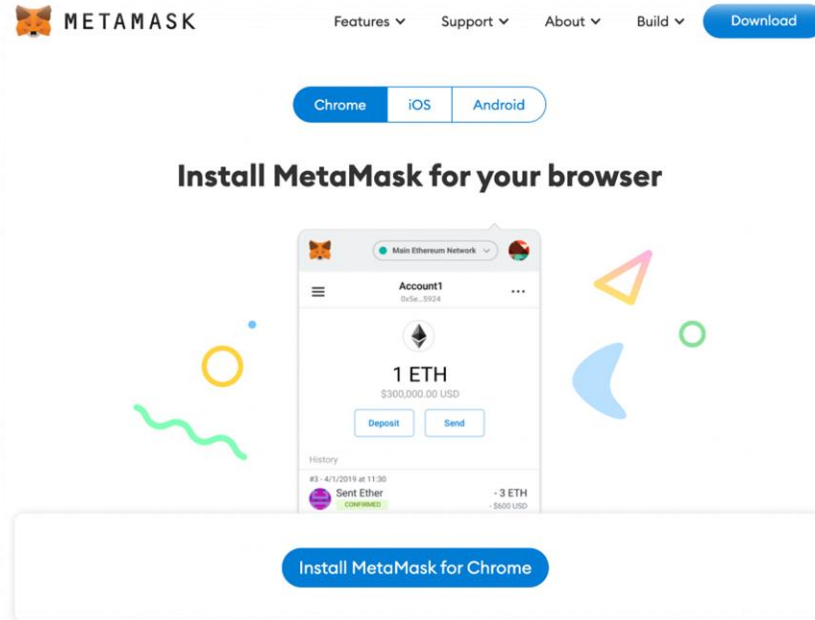 METAMASK
Features Support About Build Download
Chrome iOS Android
Install MetaMask for your browser
Main Ethereum Network
Account1
0x5e...5924
1 ETH
$300,000.00 USD
Deposit Send
History
#3 - 4/1/2019 at 11:30
Sent Ether - 3 ETH
CONFIRMED - $600 USD
Install MetaMask for Chrome